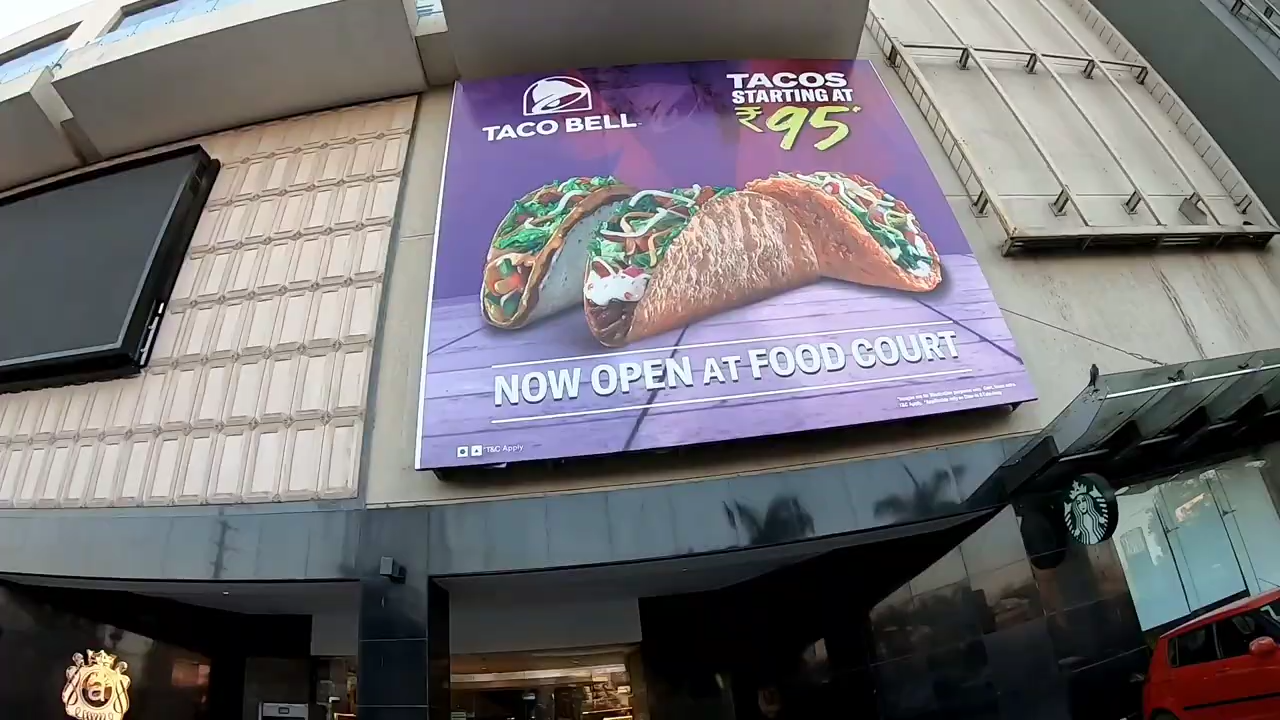 TACO BELL
TACOS
STARTING AT
₹95*
NOW OPEN AT FOOD COURT
*T&C Apply